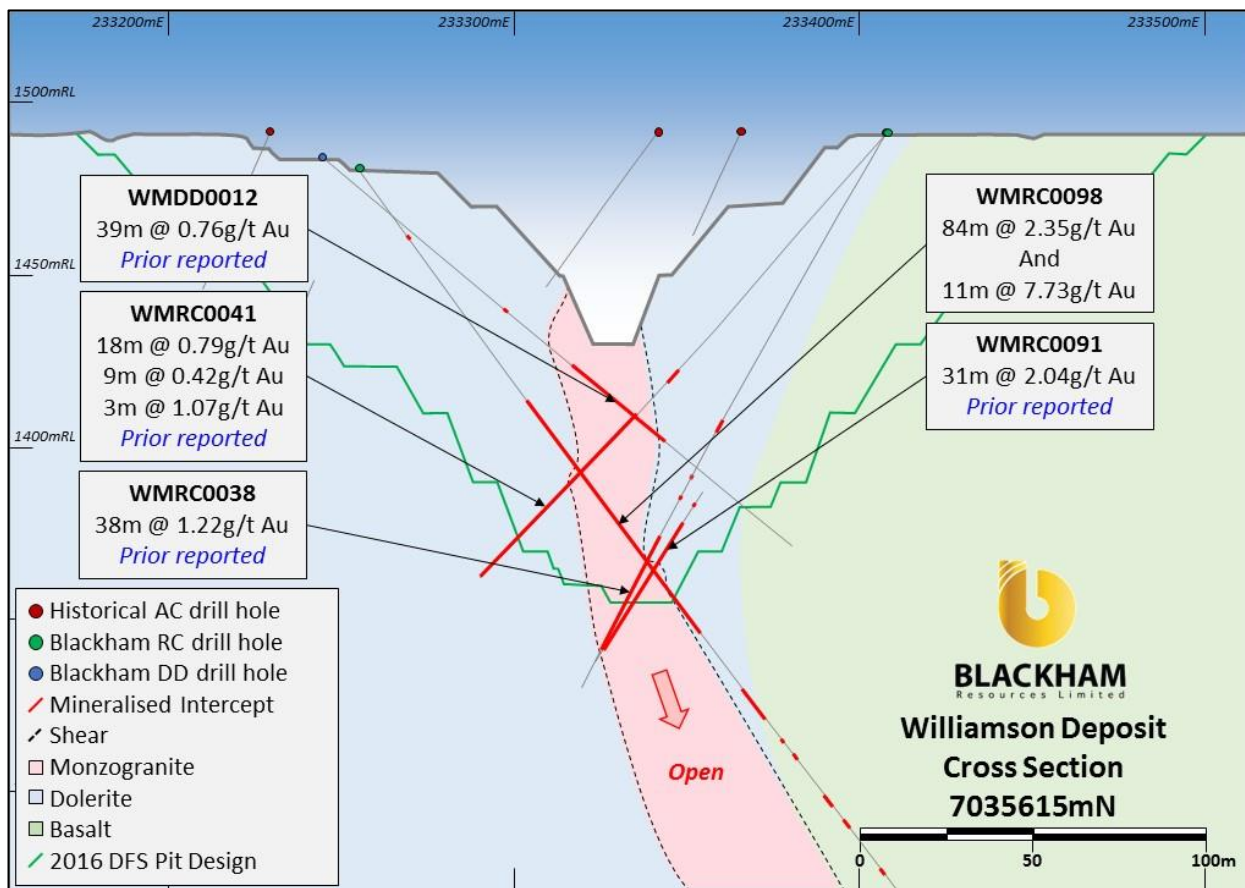 233200mE
233300mE
233400mE
233500mE
1500mRL
1450mRL
1400mRL
WMDD0012
39m @ 0.76g/t Au
Prior reported
WMRC0041
18m @ 0.79g/t Au
9m @ 0.42g/t Au
3m @ 1.07g/t Au
Prior reported
WMRC0038
38m @ 1.22g/t Au
Prior reported
WMRC0098
84m @ 2.35g/t Au
And
11m @ 7.73g/t Au
WMRC0091
31m @ 2.04g/t Au
Prior reported
Historical AC drill hole
Blackham RC drill hole
Blackham DD drill hole
Mineralised Intercept
Shear
Monzogranite
Dolerite
Basalt
2016 DFS Pit Design
Open
BLACKHAM
Resources Limited
Williamson Deposit
Cross Section
7035615mN
0
50
100m